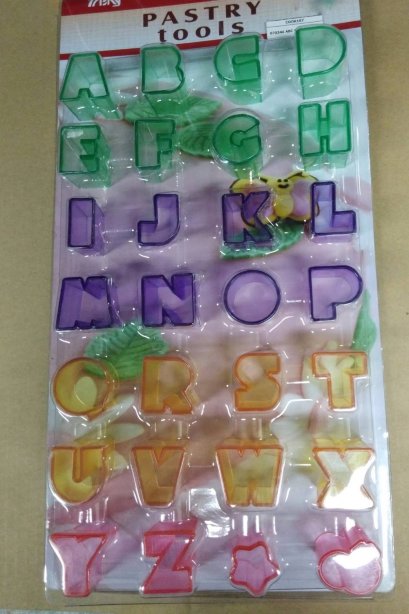 PASTRY
tools
A B C D
E F G H
I J K L
M N O P
Q R S T
U V W X
Y Z